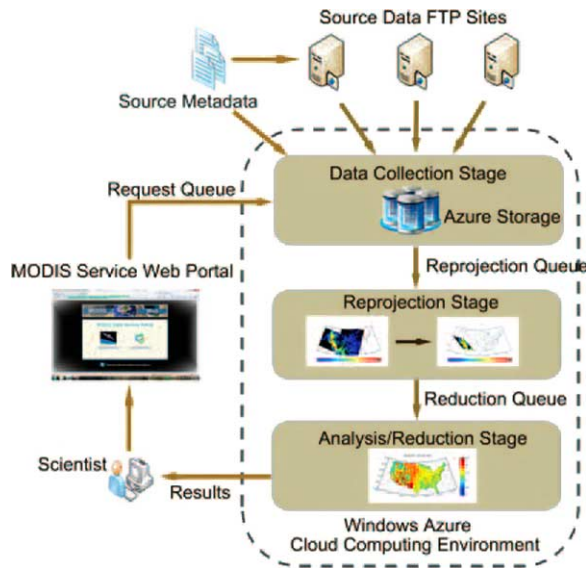 Source Data FTP Sites
Source Metadata
Request Queue
Data Collection Stage
Azure Storage
MODIS Service Web Portal
Reprojection Queue
Reprojection Stage
Reduction Queue
Analysis/Reduction Stage
Scientist
Results
Windows Azure
Cloud Computing Environment